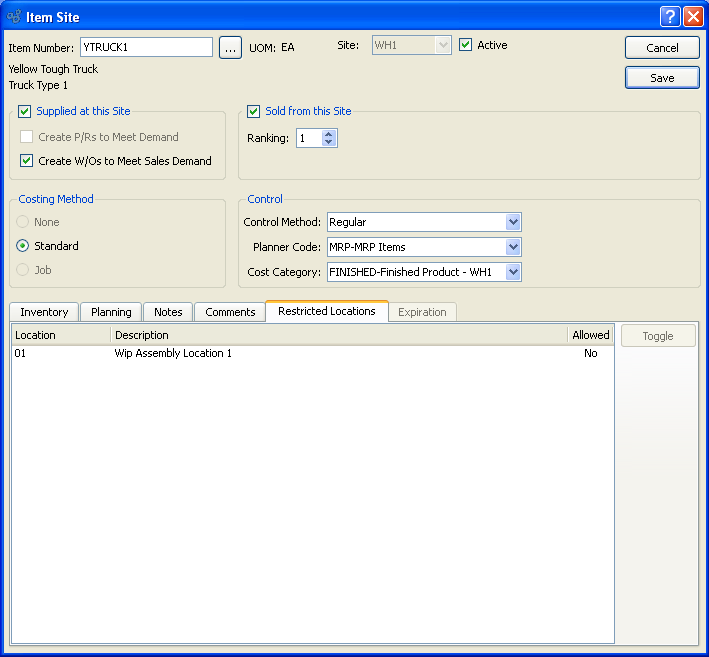 Item Site
Item Number: YTRUCK1 ... UOM: EA Site: WH1 Active Cancel
Yellow Tough Truck
Truck Type 1
Save
Supplied at this Site
Create P/Rs to Meet Demand
Create W/Os to Meet Sales Demand
Sold from this Site
Ranking: 1
Costing Method
None
Standard
Job
Control
Control Method: Regular
Planner Code: MRP-MRP Items
Cost Category: FINISHED-Finished Product - WH1
Inventory Planning Notes Comments Restricted Locations Expiration
Location Description Allowed Toggle
01 Wip Assembly Location 1 No